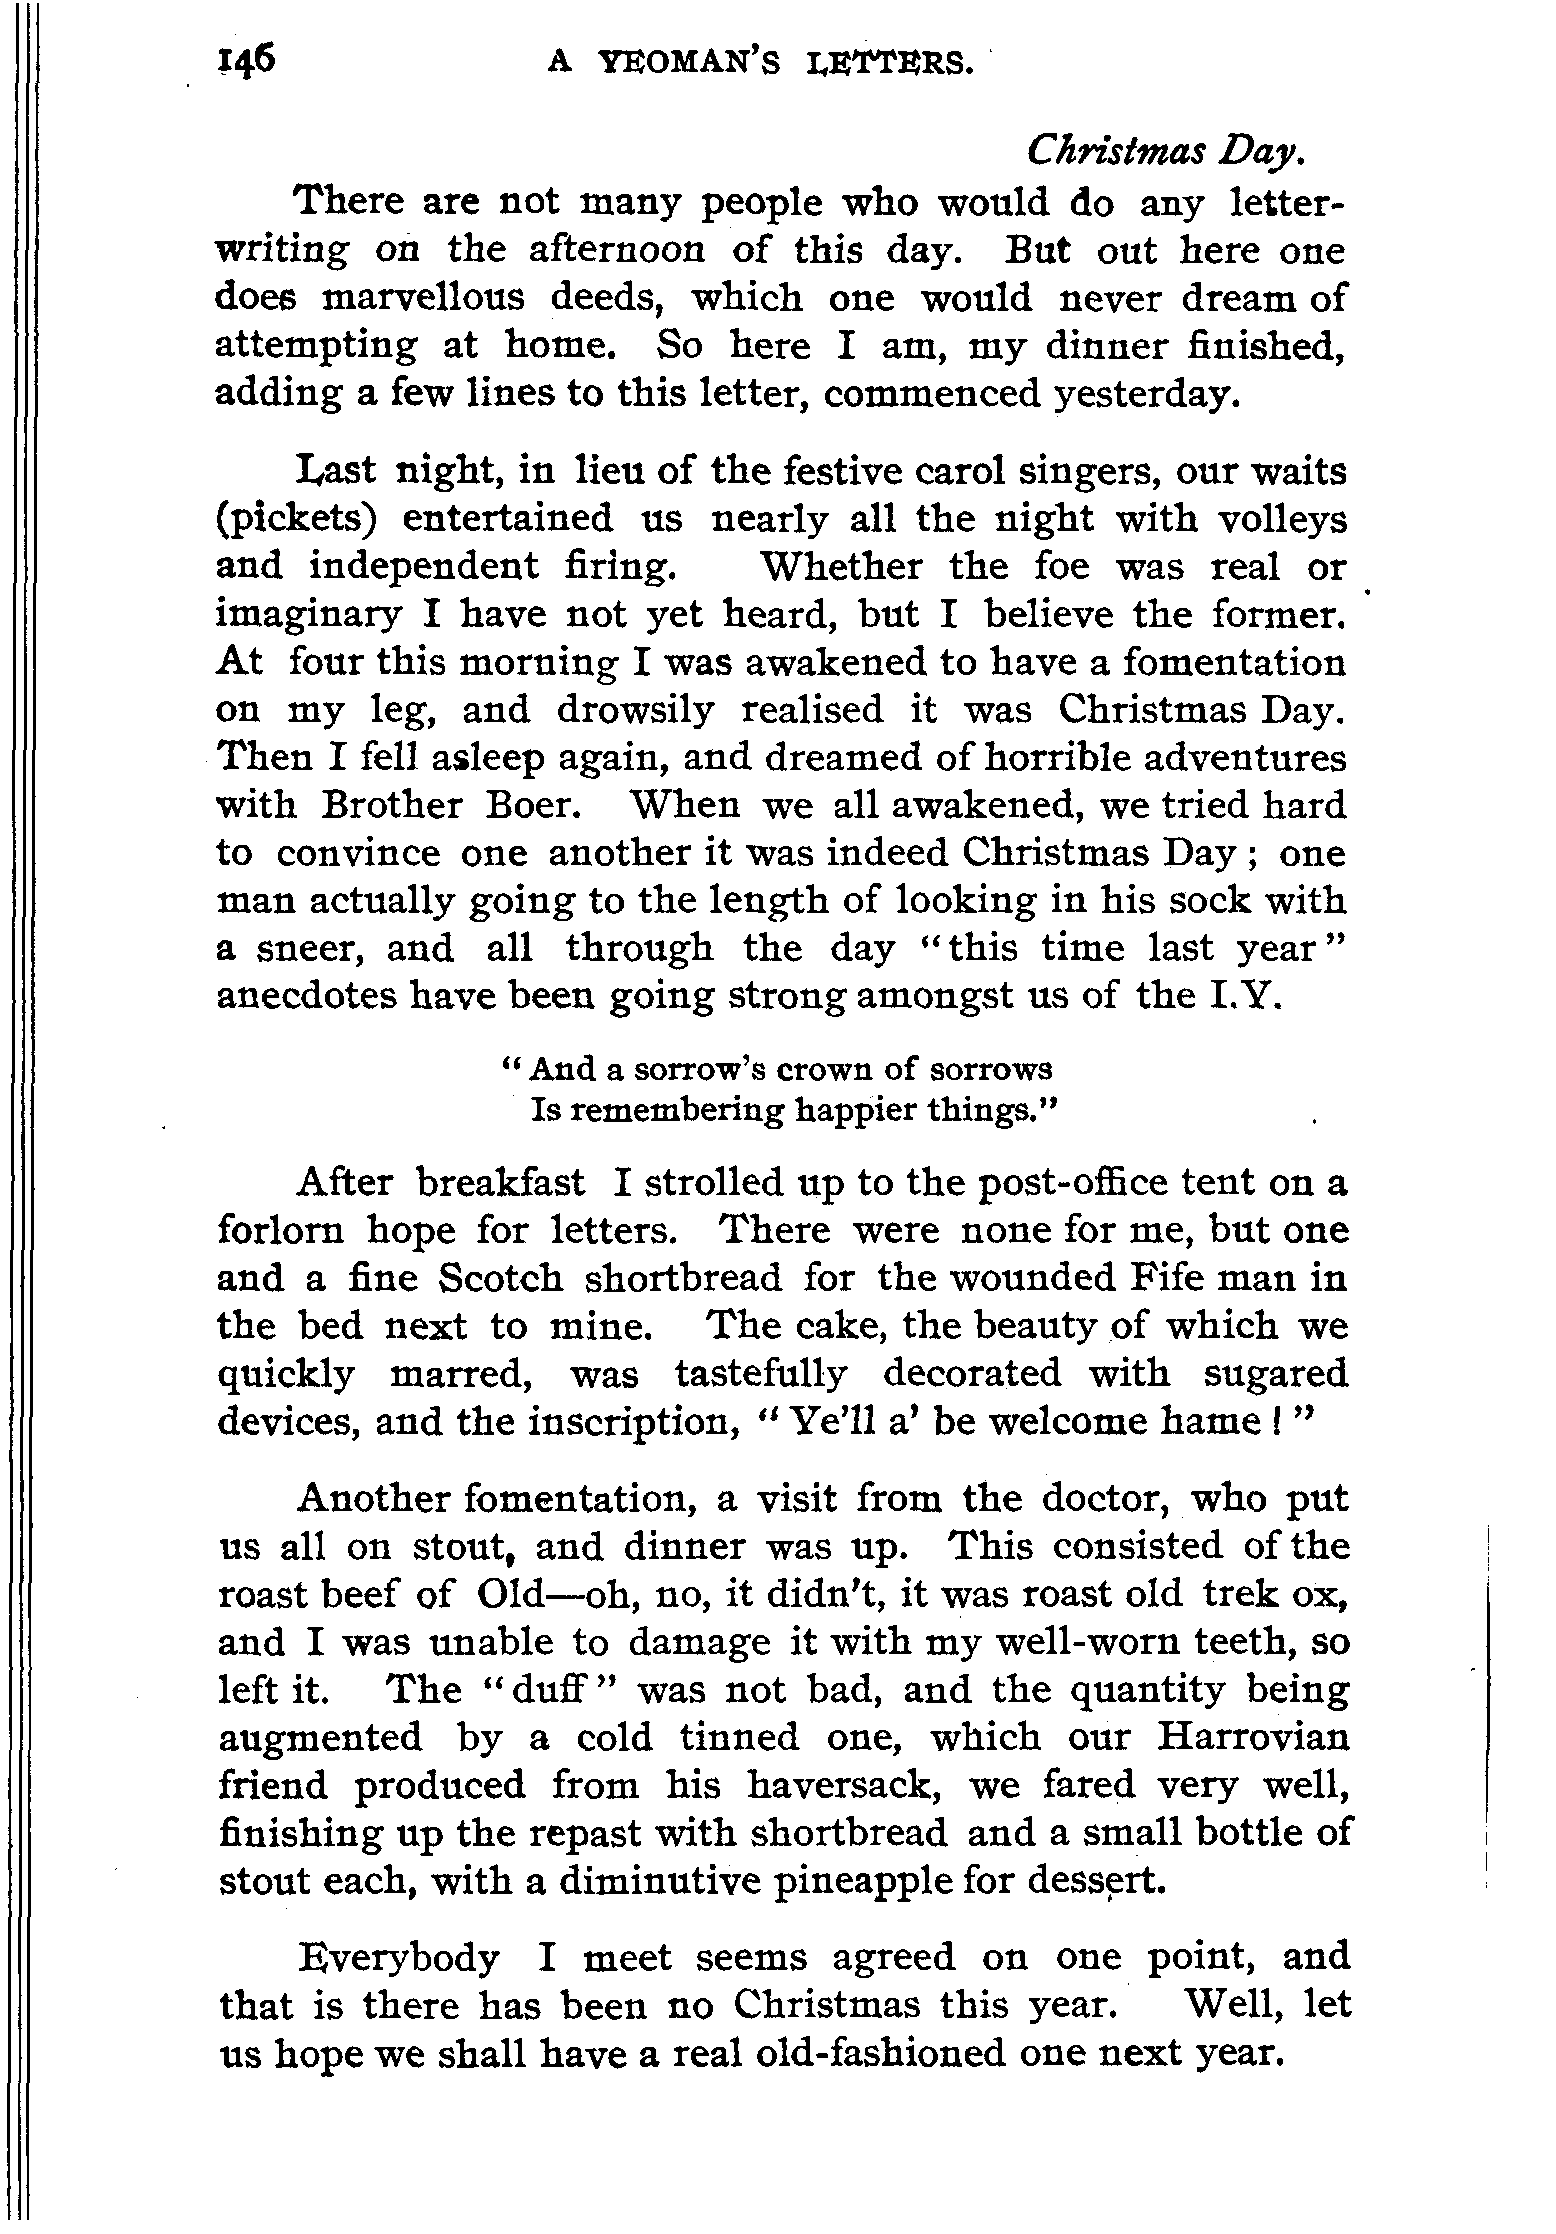 146 A YEOMAN'S LETTERS.
Christmas Day.
There are not many people who would do any letter-
writing on the afternoon of this day. But out here one
does marvellous deeds, which one would never dream of
attempting at home. So here I am, my dinner finished,
adding a few lines to this letter, commenced yesterday.
Last night, in lieu of the festive carol singers, our waits
(pickets) entertained us nearly all the night with volleys
and independent firing. Whether the foe was real or
imaginary I have not yet heard, but I believe the former.
At four this morning I was awakened to have a fomentation
on my leg, and drowsily realised it was Christmas Day.
Then I fell asleep again, and dreamed of horrible adventures
with Brother Boer. When we all awakened, we tried hard
to convince one another it was indeed Christmas Day ; one
man actually going to the length of looking in his sock with
a sneer, and all through the day "this time last year"
anecdotes have been going strong amongst us of the I.Y.
"And a sorrow's crown of sorrows
Is remembering happier things."
After breakfast I strolled up to the post-office tent on a
forlorn hope for letters. There were none for me, but one
and a fine Scotch shortbread for the wounded Fife man in
the bed next to mine. The cake, the beauty of which we
quickly marred, was tastefully decorated with sugared
devices, and the inscription, "Ye'll a' be welcome hame !"
Another fomentation, a visit from the doctor, who put
us all on stout, and dinner was up. This consisted of the
roast beef of Old—oh, no, it didn't, it was roast old trek ox,
and I was unable to damage it with my well-worn teeth, so
left it. The "duff" was not bad, and the quantity being
augmented by a cold tinned one, which our Harrovian
friend produced from his haversack, we fared very well,
finishing up the repast with shortbread and a small bottle of
stout each, with a diminutive pineapple for dessert.
Everybody I meet seems agreed on one point, and
that is there has been no Christmas this year. Well, let
us hope we shall have a real old-fashioned one next year.